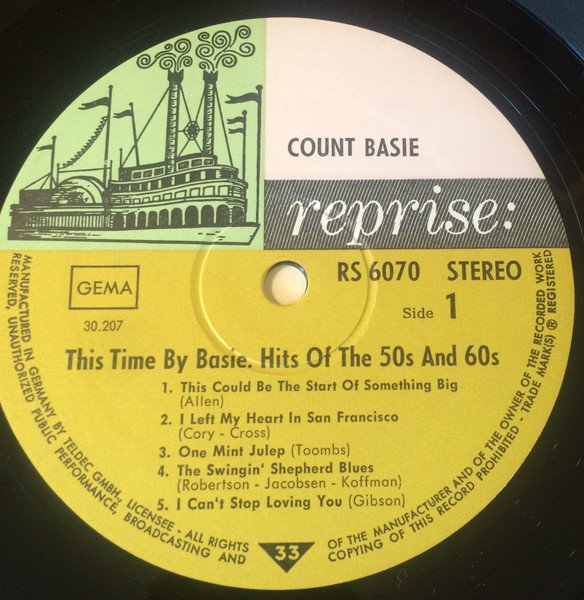 COUNT BASIE
reprise:
GEMA
30.207
RS 6070 STEREO
Side 1
This Time By Basie. Hits Of The 50s And 60s
1. This Could Be The Start Of Something Big
(Allen)
2. I Left My Heart In San Francisco
(Cory - Cross)
3. One Mint Julep (Toombs)
4. The Swingin' Shepherd Blues
(Robertson - Jacobsen - Koffman)
5. I Can't Stop Loving You (Gibson)
33
MANUFACTURED IN GERMANY BY TELDEC GMBH., LICENSEE - ALL RIGHTS
RESERVED, UNAUTHORIZED PUBLIC PERFORMANCE, BROADCASTING AND
COPYING OF THIS RECORD PROHIBITED - TRADE MARK(S) ® REGISTERED
OF THE MANUFACTURER AND OF THE OWNER OF THE RECORDED WORK